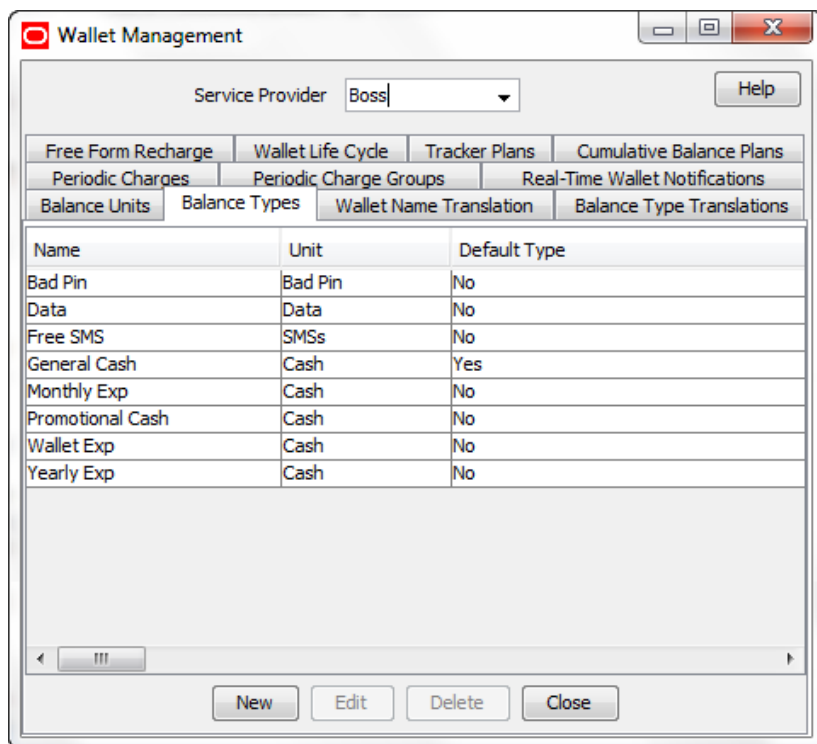 Wallet Management
Service Provider Boss Help
Free Form Recharge Wallet Life Cycle Tracker Plans Cumulative Balance Plans
Periodic Charges Periodic Charge Groups Real-Time Wallet Notifications
Balance Units Balance Types Wallet Name Translation Balance Type Translations
Name Unit Default Type
Bad Pin Bad Pin No
Data Data No
Free SMS SMSs No
General Cash Cash Yes
Monthly Exp Cash No
Promotional Cash Cash No
Wallet Exp Cash No
Yearly Exp Cash No
New Edit Delete Close